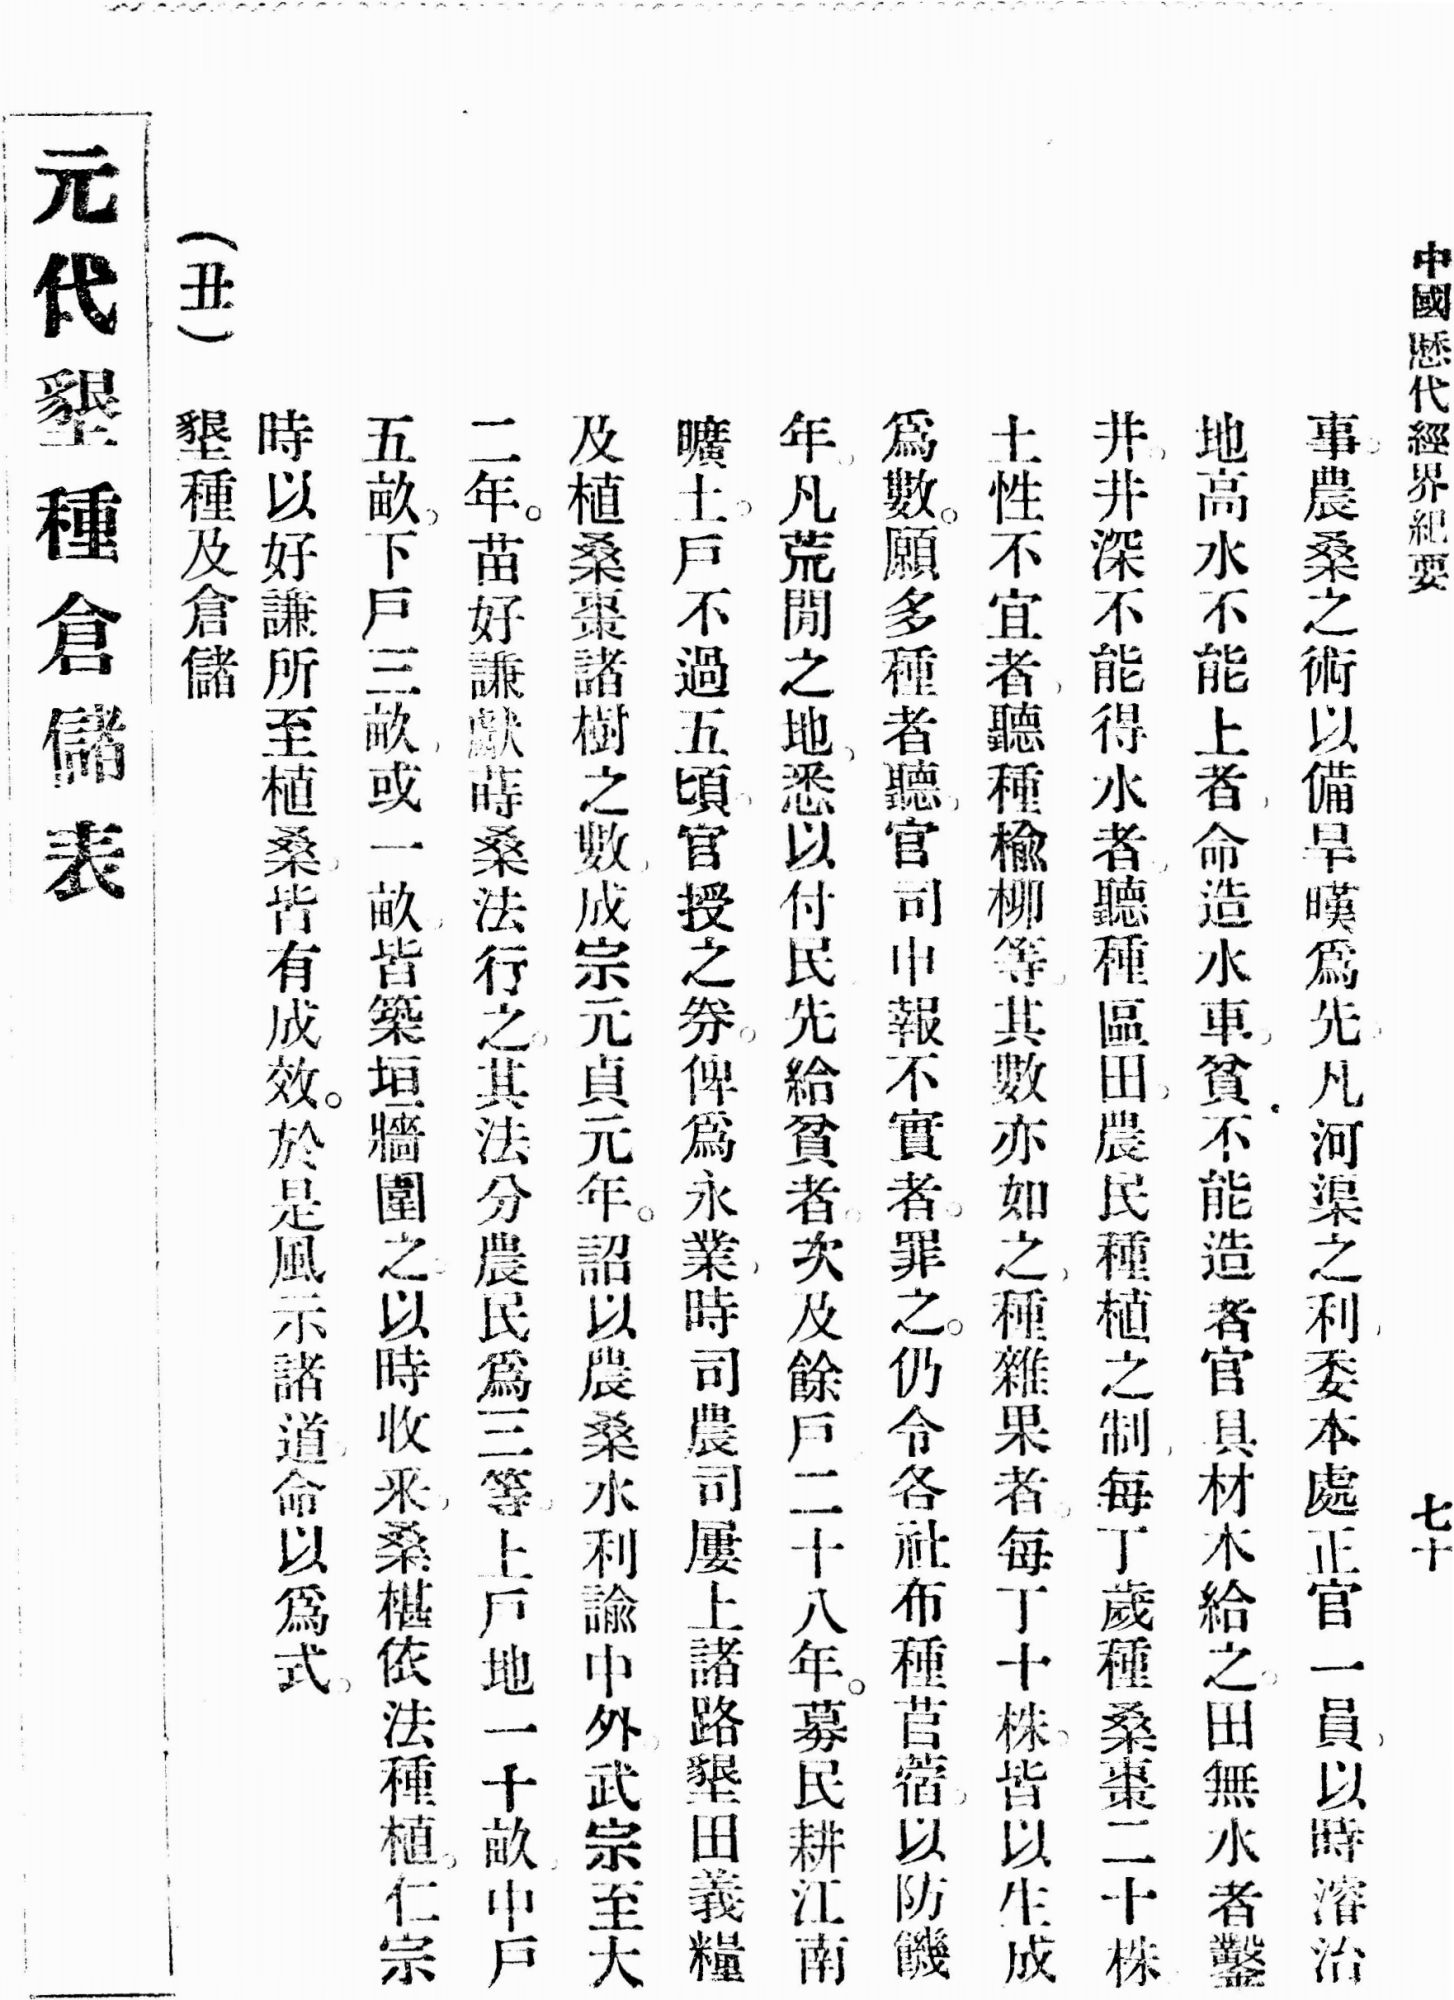 中國歷代經界紀要
七十
事。農桑之術以備旱暵爲先。凡河渠之利。委本處正官一員。以時濬治
地高水不能上者。命造水車。貧不能造者官具材木給之。田無水者鑿
井。井深不能得水者。聽種區田。農民種植之制。每丁歲種桑棗二十株。
土性不宜者。聽種楡柳等。其數亦如之。種雜果者。每丁十株。皆以生成
爲數。願多種者聽。官司申報不實者。罪之。仍令各社布種苜蓿。以防饑
年。凡荒閒之地。悉以付民。先給貧者。次及餘戶。二十八年。募民耕江南
曠土。戶不過五頃。官授之券。俾爲永業。時司農司屢上諸路墾田義糧
及植桑棗諸樹之數。成宗元貞元年。詔以農桑水利諭中外。武宗至大
二年。苗好謙獻蒔桑法行之。其法分農民爲三等。上戶地一十畝。中戶
五畝。下戶三畝。或一畝。皆築垣牆圍之。以時收采。桑椹依法種植。仁宗
時以好謙所至植桑。皆有成效。於是風示諸道。命以爲式。
(丑) 墾種及倉儲
元代墾種倉儲表